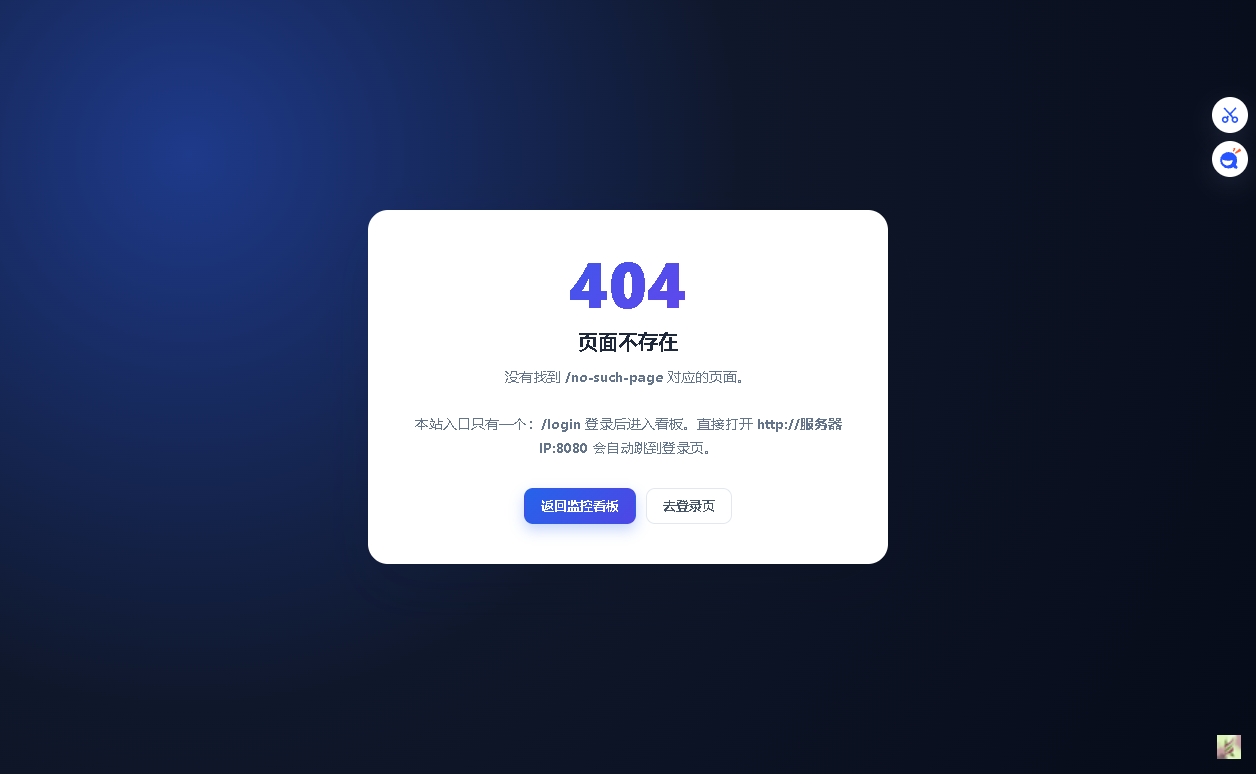 404
页面不存在
没有找到 /no-such-page 对应的页面。
本站入口只有一个：/login 登录后进入看板。直接打开 http://服务器
IP:8080 会自动跳到登录页。
返回监控看板
去登录页